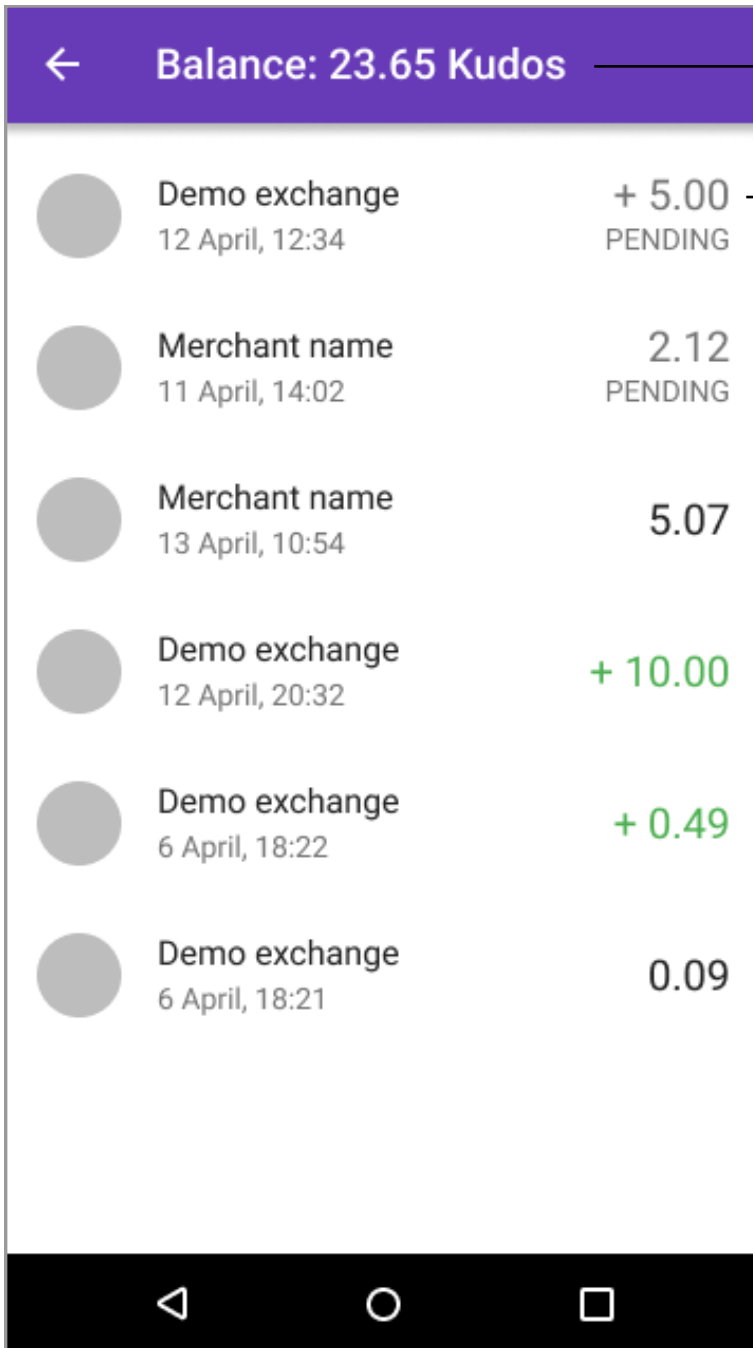 Balance: 23.65 Kudos
Demo exchange
+ 5.00
12 April, 12:34
PENDING
Merchant name
2.12
11 April, 14:02
PENDING
Merchant name
5.07
13 April, 10:54
Demo exchange
+ 10.00
12 April, 20:32
Demo exchange
+ 0.49
6 April, 18:22
Demo exchange
0.09
6 April, 18:21